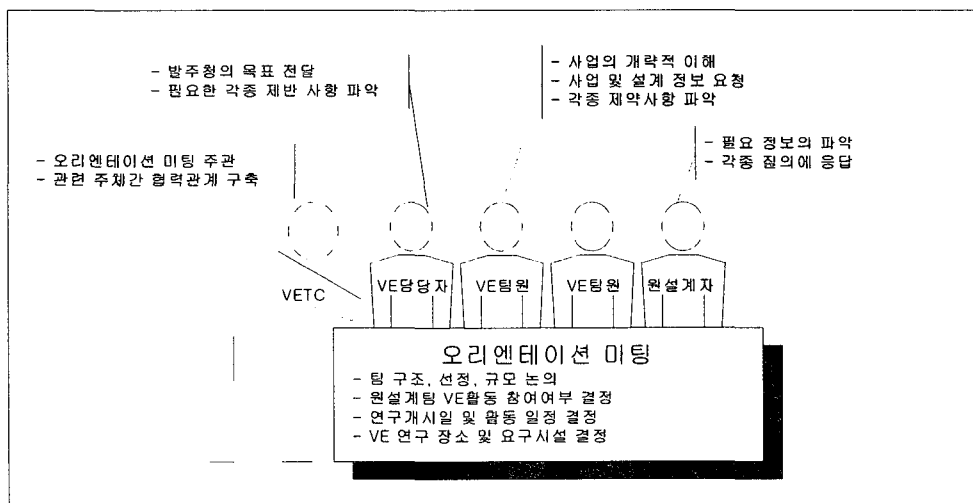 - 발주청의 목표 전달
- 필요한 각종 제반 사항 파악
- 사업의 개략적 이해
- 사업 및 설계 정보 요청
- 각종 제약사항 파악
- 필요 정보의 파악
- 각종 질의에 응답
- 오리엔테이션 미팅 주관
- 관련 주체간 협력관계 구축
VETC
VE담당자
VE팀원
VE팀원
원설계자
오리엔테이션 미팅
- 팀 구조, 선정, 규모 논의
- 원설계팀 VE활동 참여여부 결정
- 연구개시일 및 활동 일정 결정
- VE 연구 장소 및 요구시설 결정